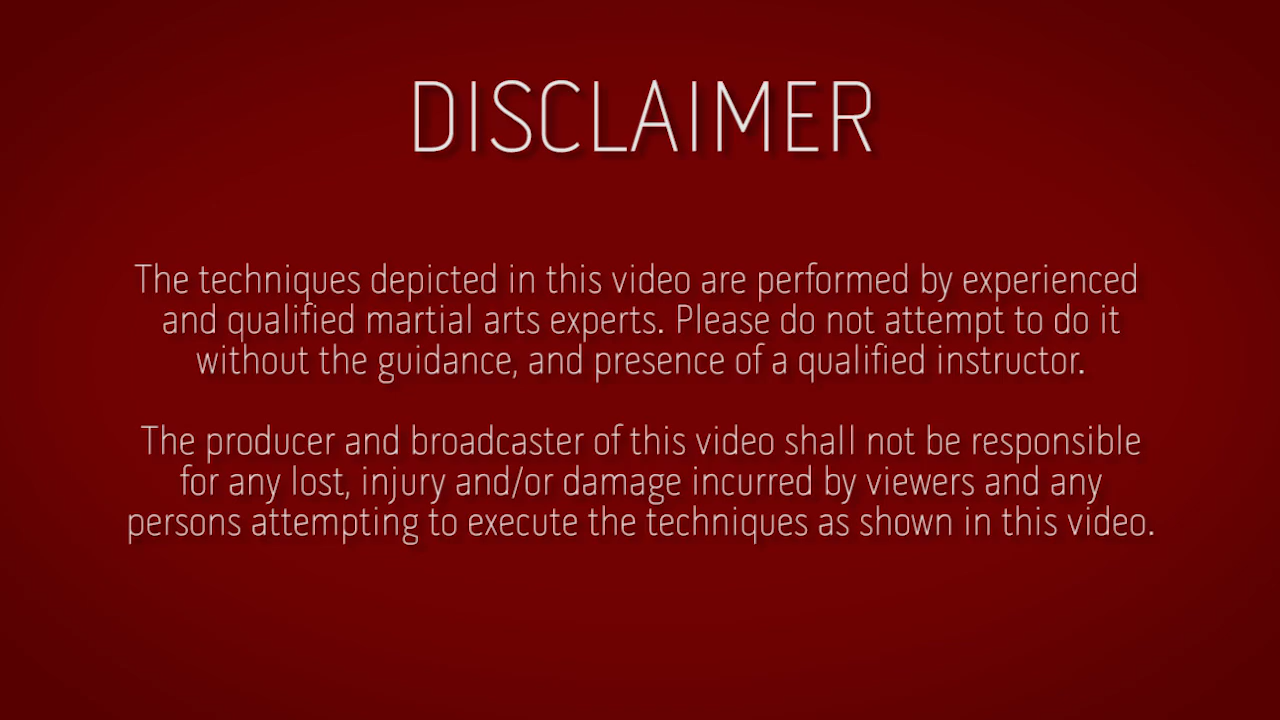 DISCLAIMER
The techniques depicted in this video are performed by experienced
and qualified martial arts experts. Please do not attempt to do it
without the guidance, and presence of a qualified instructor.
The producer and broadcaster of this video shall not be responsible
for any lost, injury and/or damage incurred by viewers and any
persons attempting to execute the techniques as shown in this video.